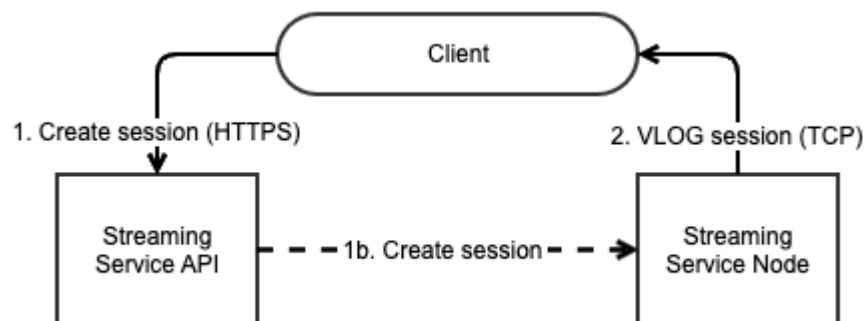 Client
1. Create session (HTTPS)
2. VLOG session (TCP)
Streaming
Service API
1b. Create session
Streaming
Service Node